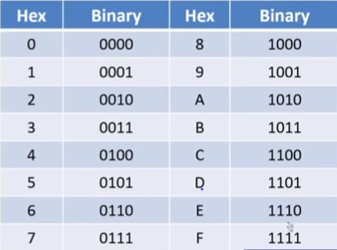 Hex Binary Hex Binary
0 0000 8 1000
1 0001 9 1001
2 0010 A 1010
3 0011 B 1011
4 0100 C 1100
5 0101 D 1101
6 0110 E 1110
7 0111 F 1111